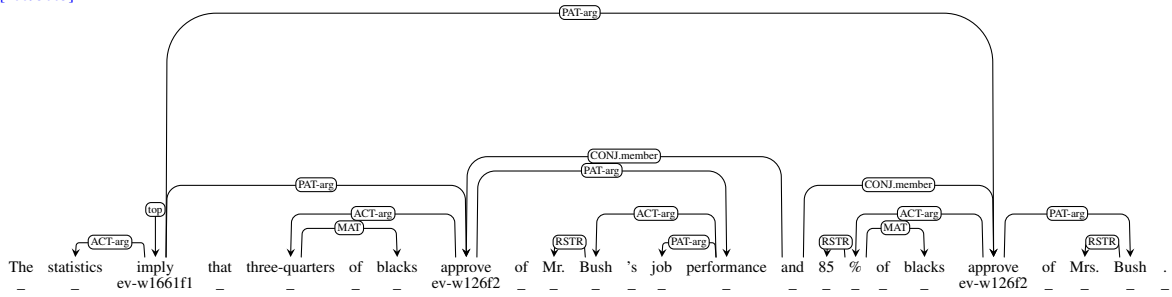 PAT-arg
CONJ.member
PAT-arg
PAT-arg CONJ.member
top ACT-arg ACT-arg ACT-arg PAT-arg
MAT MAT
ACT-arg RSTR PAT-arg RSTR RSTR
The statistics imply that three-quarters of blacks approve of Mr. Bush 's job performance and 85 % of blacks approve of Mrs. Bush .
ev-w1661f1 ev-w126f2 ev-w126f2
_ _ _ _ _ _ _ _ _ _ _ _ _ _ _ _ _ _ _ _ _